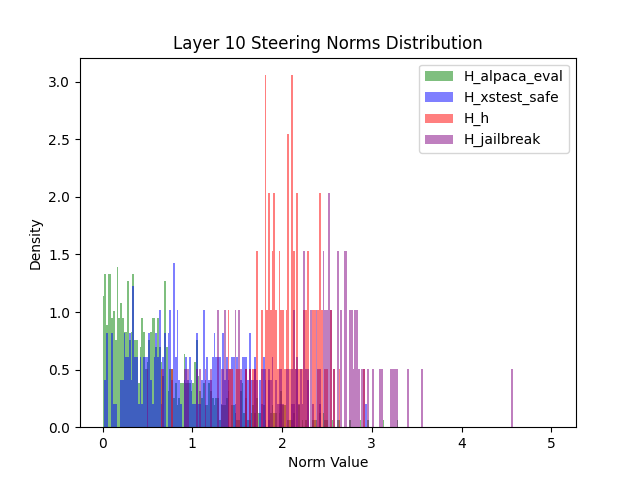 Layer 10 Steering Norms Distribution
H_alpaca_eval
H_xstest_safe
H_h
H_jailbreak
Density
3.0
2.5
2.0
1.5
1.0
0.5
0.0
0 1 2 3 4 5
Norm Value